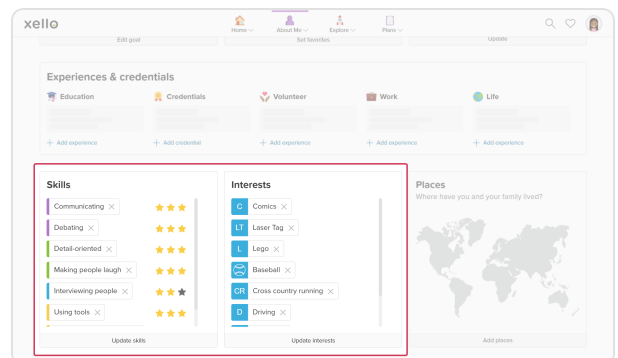 xello
Home About Me Explore Plans
Edit goal Set favorites Update
Experiences & credentials
Education Credentials Volunteer Work Life
+ Add experience + Add credential + Add experience + Add experience + Add experience
Skills
Communicating ×
Debating ×
Detail-oriented ×
Making people laugh ×
Interviewing people ×
Using tools ×
Update skills
Interests
C Comics ×
LT Laser Tag ×
L Lego ×
Baseball ×
CR Cross country running ×
D Driving ×
Update interests
Places
Where have you and your family lived?
Add places